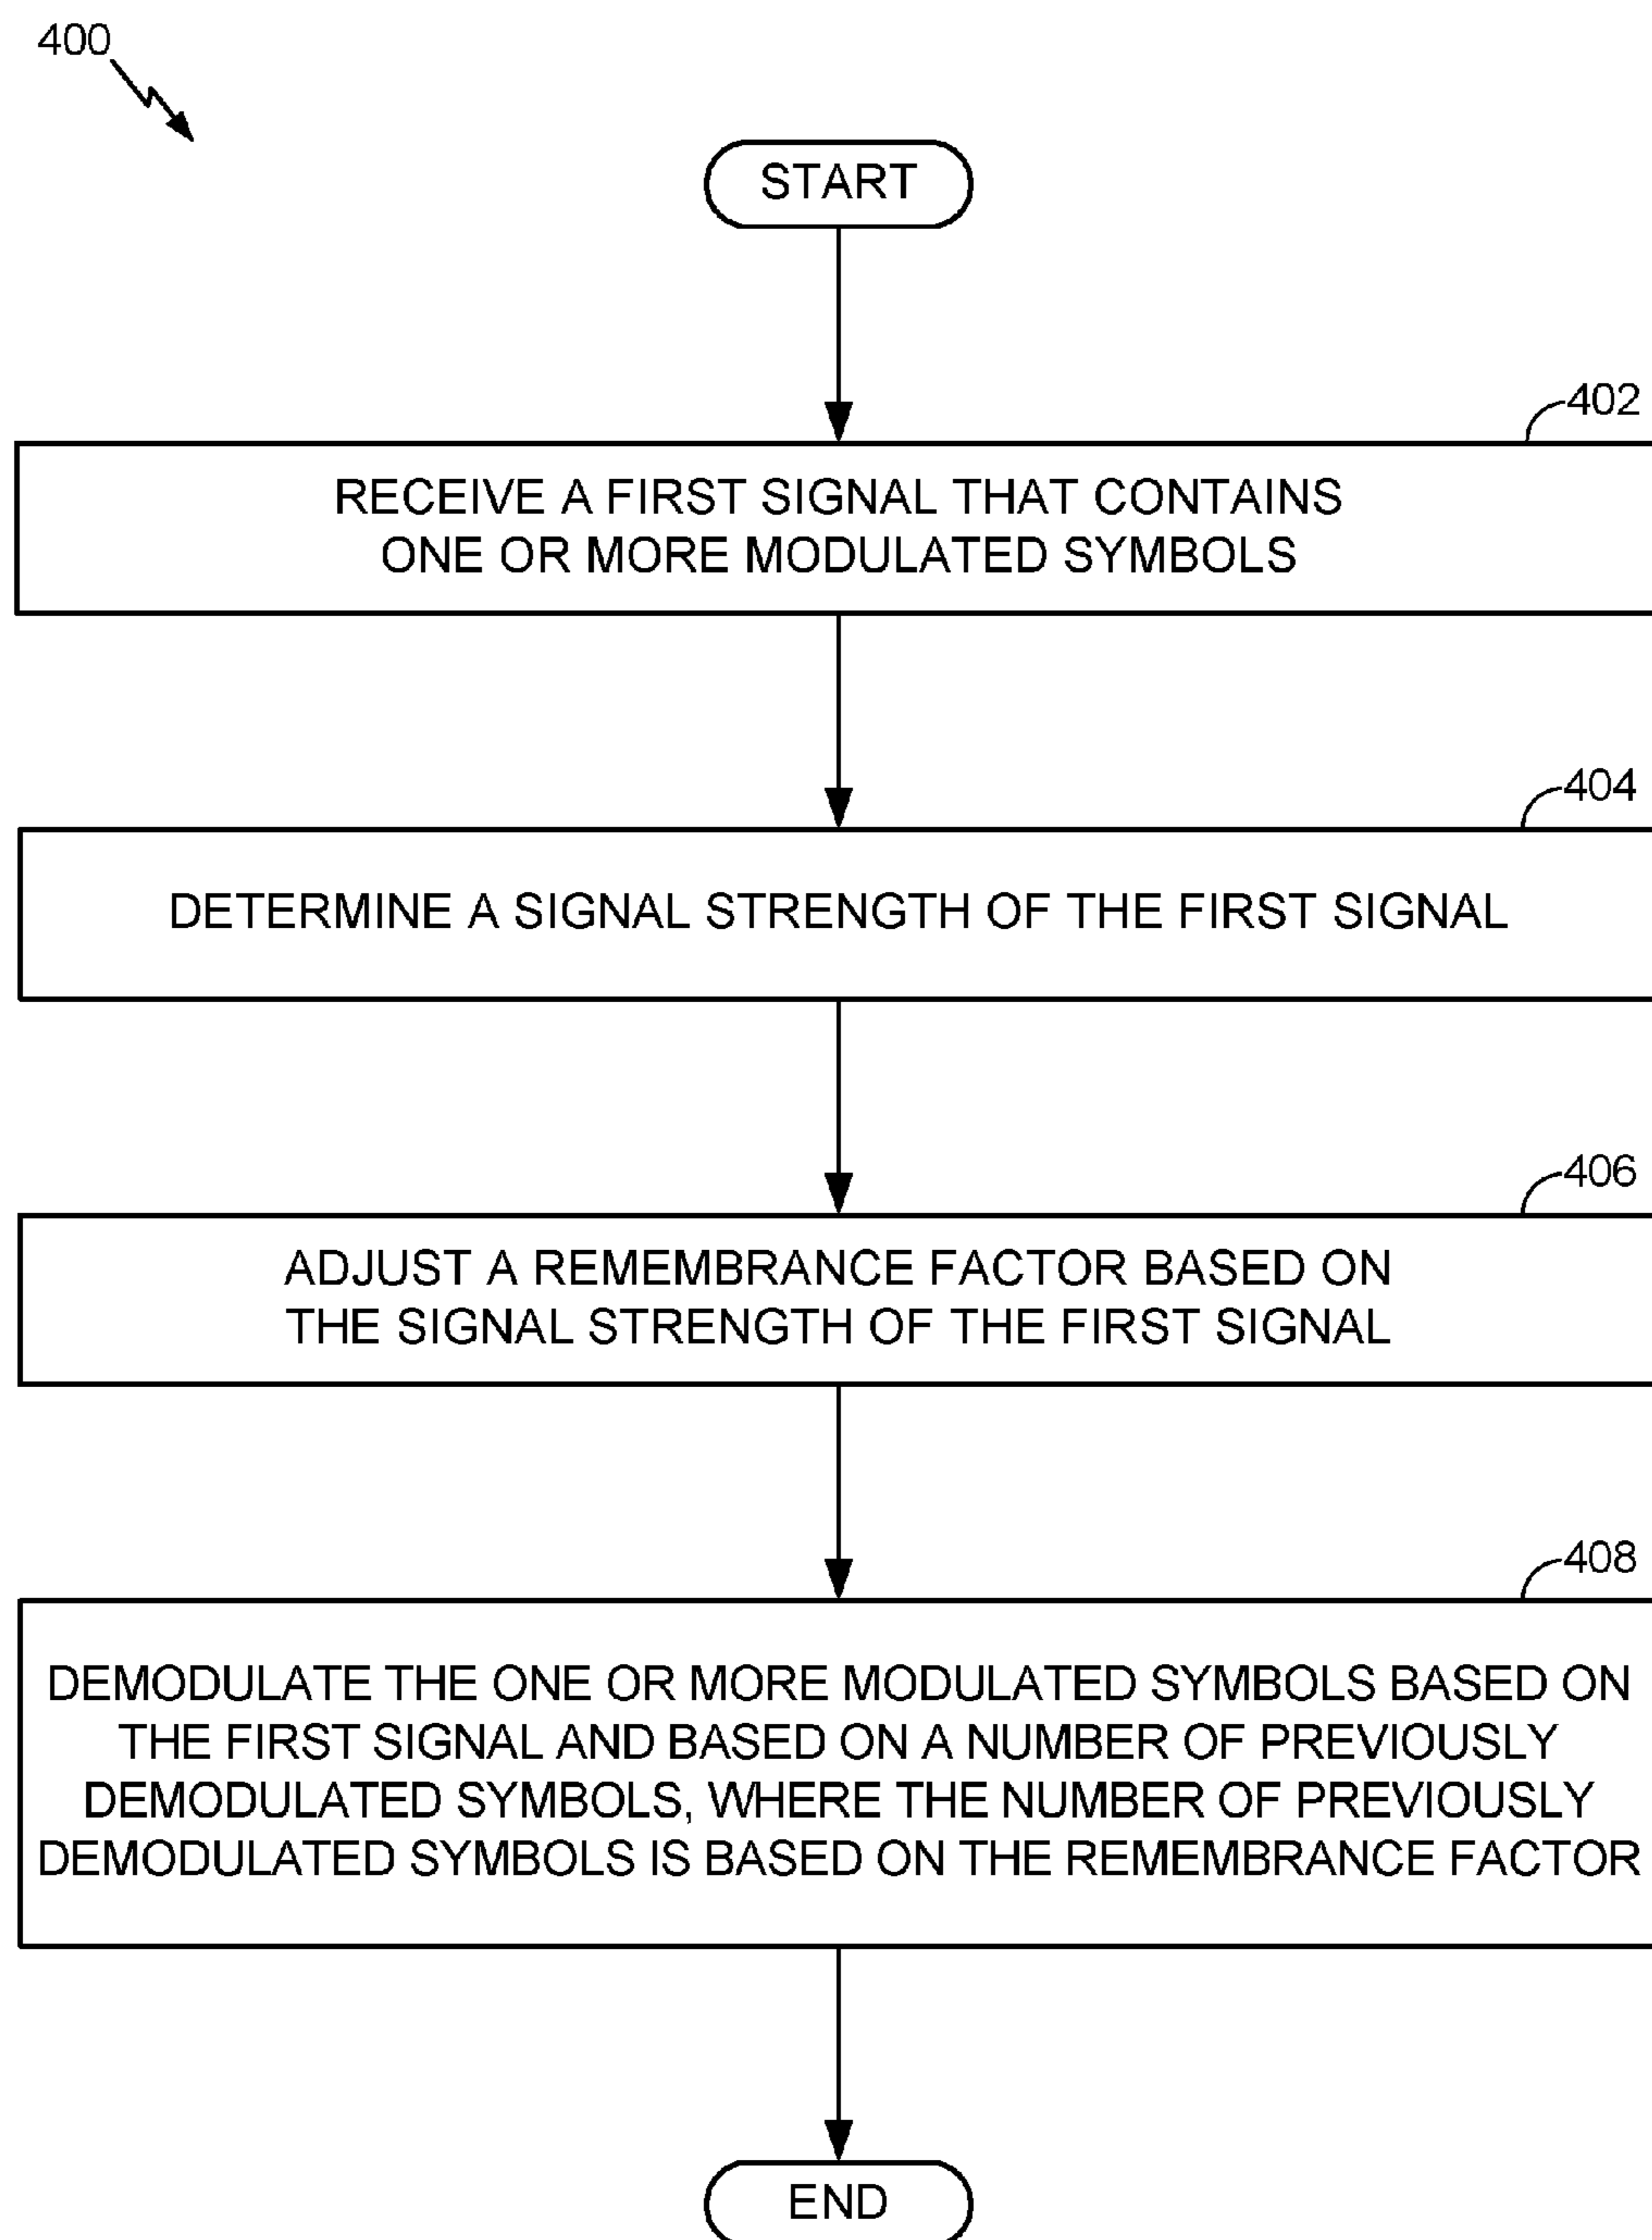 400
START
402
RECEIVE A FIRST SIGNAL THAT CONTAINS
ONE OR MORE MODULATED SYMBOLS
404
DETERMINE A SIGNAL STRENGTH OF THE FIRST SIGNAL
406
ADJUST A REMEMBRANCE FACTOR BASED ON
THE SIGNAL STRENGTH OF THE FIRST SIGNAL
408
DEMODULATE THE ONE OR MORE MODULATED SYMBOLS BASED ON
THE FIRST SIGNAL AND BASED ON A NUMBER OF PREVIOUSLY
DEMODULATED SYMBOLS, WHERE THE NUMBER OF PREVIOUSLY
DEMODULATED SYMBOLS IS BASED ON THE REMEMBRANCE FACTOR
END